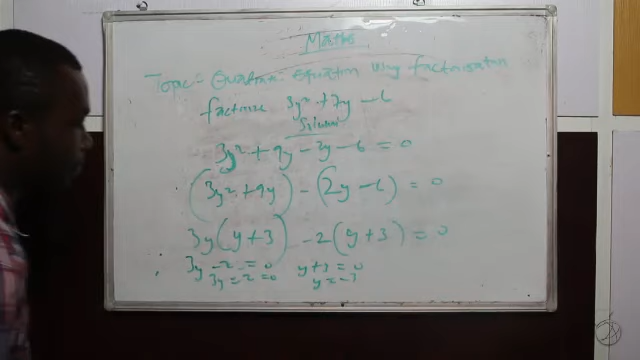 Maths
Topic - Quadratic Equation Using factorisation
factorise 3y² + 7y - 6
Solution
3y² + 9y - 2y - 6 = 0
(3y² + 9y) - (2y - 6) = 0
3y(y+3) - 2(y+3) = 0
3y - 2 = 0 y + 3 = 0
3y = 2 = 0 y = -3